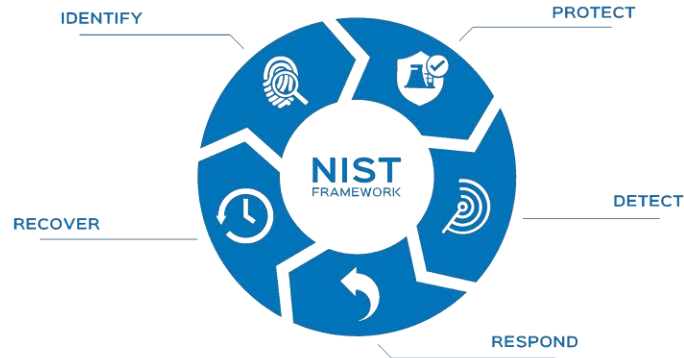 IDENTIFY
PROTECT
NIST
FRAMEWORK
DETECT
RECOVER
RESPOND